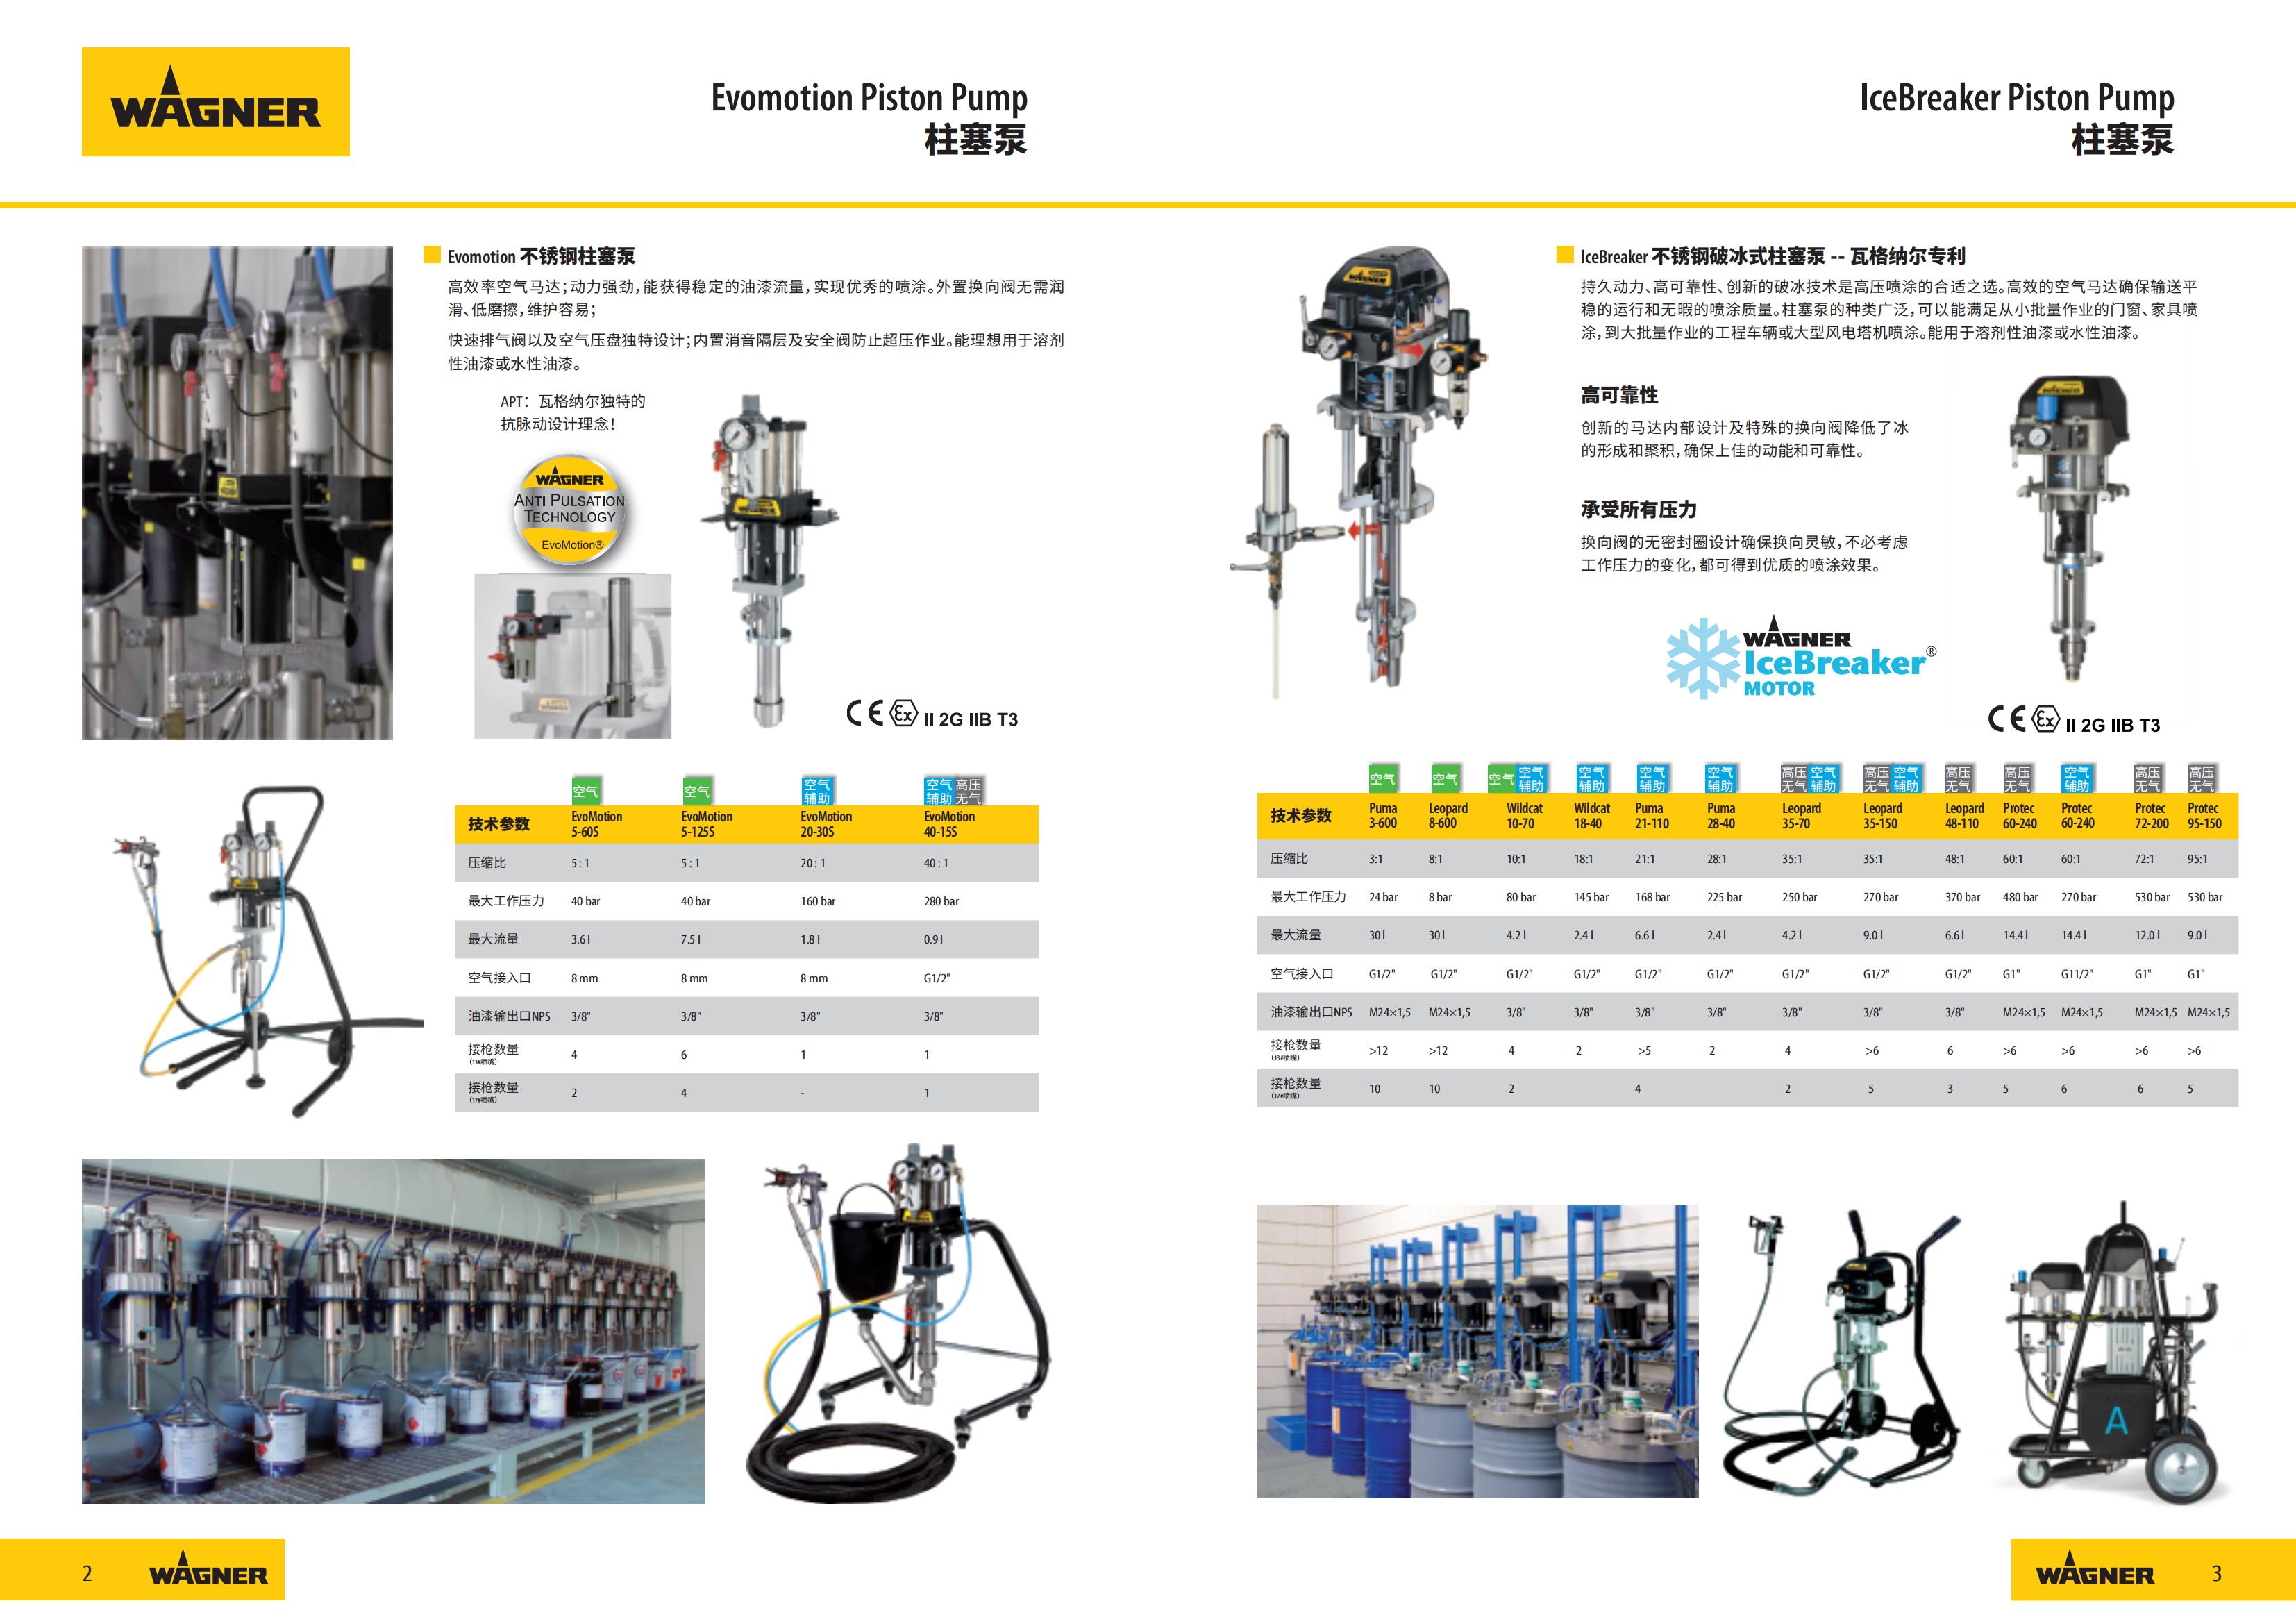 WAGNER
Evomotion Piston Pump
柱塞泵
Evomotion 不锈钢柱塞泵
高效率空气马达;动力强劲,能获得稳定的油漆流量,实现优秀的喷涂。外置换向阀无需润
滑、低磨擦,维护容易;
快速排气阀以及空气压盘独特设计;内置消音隔层及安全阀防止超压作业。能理想用于溶剂
性油漆或水性油漆。
APT：瓦格纳尔独特的
抗脉动设计理念!
WAGNER
ANTI PULSATION
TECHNOLOGY
EvoMotion®
CE Ex II 2G IIB T3
空气 空气 空气辅助 空气辅助 高压无气
技术参数 EvoMotion 5-60S EvoMotion 5-125S EvoMotion 20-30S EvoMotion 40-15S
压缩比 5 : 1 5 : 1 20 : 1 40 : 1
最大工作压力 40 bar 40 bar 160 bar 280 bar
最大流量 3.6 l 7.5 l 1.8 l 0.9 l
空气接入口 8 mm 8 mm 8 mm G1/2"
油漆输出口NPS 3/8" 3/8" 3/8" 3/8"
接枪数量 (13#喷嘴) 4 6 1 1
接枪数量 (17#喷嘴) 2 4 - 1
2 WAGNER
IceBreaker Piston Pump
柱塞泵
IceBreaker 不锈钢破冰式柱塞泵 -- 瓦格纳尔专利
持久动力、高可靠性、创新的破冰技术是高压喷涂的合适之选。高效的空气马达确保输送平
稳的运行和无暇的喷涂质量。柱塞泵的种类广泛,可以能满足从小批量作业的门窗、家具喷
涂,到大批量作业的工程车辆或大型风电塔机喷涂。能用于溶剂性油漆或水性油漆。
高可靠性
创新的马达内部设计及特殊的换向阀降低了冰
的形成和聚积,确保上佳的动能和可靠性。
承受所有压力
换向阀的无密封圈设计确保换向灵敏,不必考虑
工作压力的变化,都可得到优质的喷涂效果。
WAGNER
IceBreaker®
MOTOR
CE Ex II 2G IIB T3
空气 空气 空气 空气辅助 空气辅助 空气辅助 空气辅助 高压无气 空气辅助 高压无气 空气辅助 高压无气 高压无气 空气辅助 高压无气 高压无气
技术参数 Puma 3-600 Leopard 8-600 Wildcat 10-70 Wildcat 18-40 Puma 21-110 Puma 28-40 Leopard 35-70 Leopard 35-150 Leopard 48-110 Protec 60-240 Protec 60-240 Protec 72-200 Protec 95-150
压缩比 3:1 8:1 10:1 18:1 21:1 28:1 35:1 35:1 48:1 60:1 60:1 72:1 95:1
最大工作压力 24 bar 8 bar 80 bar 145 bar 168 bar 225 bar 250 bar 270 bar 370 bar 480 bar 270 bar 530 bar 530 bar
最大流量 30 l 30 l 4.2 l 2.4 l 6.6 l 2.4 l 4.2 l 9.0 l 6.6 l 14.4 l 14.4 l 12.0 l 9.0 l
空气接入口 G1/2" G1/2" G1/2" G1/2" G1/2" G1/2" G1/2" G1/2" G1/2" G1" G11/2" G1" G1"
油漆输出口NPS M24×1,5 M24×1,5 3/8" 3/8" 3/8" 3/8" 3/8" 3/8" 3/8" M24×1,5 M24×1,5 M24×1,5 M24×1,5
接枪数量 (13#喷嘴) >12 >12 4 2 >5 2 4 >6 6 >6 >6 >6 >6
接枪数量 (17#喷嘴) 10 10 2 4 2 5 3 5 6 6 5
A
WAGNER 3